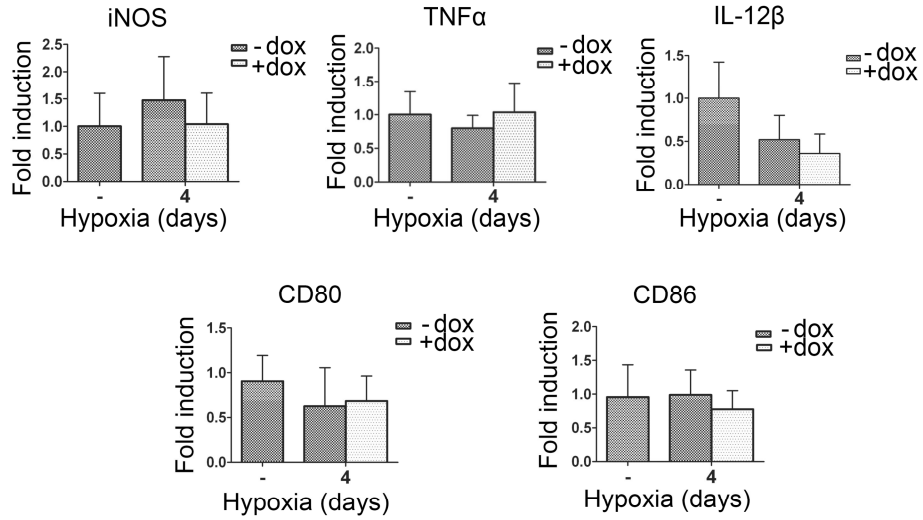 iNOS
Fold induction
2.5
2.0
1.5
1.0
0.5
0.0
- dox
+dox
- 4
Hypoxia (days)
TNFα
Fold induction
2.0
1.5
1.0
0.5
0.0
- dox
+dox
- 4
Hypoxia (days)
IL-12β
Fold induction
1.5
1.0
0.5
0.0
- dox
+dox
- 4
Hypoxia (days)
CD80
Fold induction
1.5
1.0
0.5
0.0
- dox
+dox
- 4
Hypoxia (days)
CD86
Fold induction
2.0
1.5
1.0
0.5
0.0
- dox
+dox
- 4
Hypoxia (days)